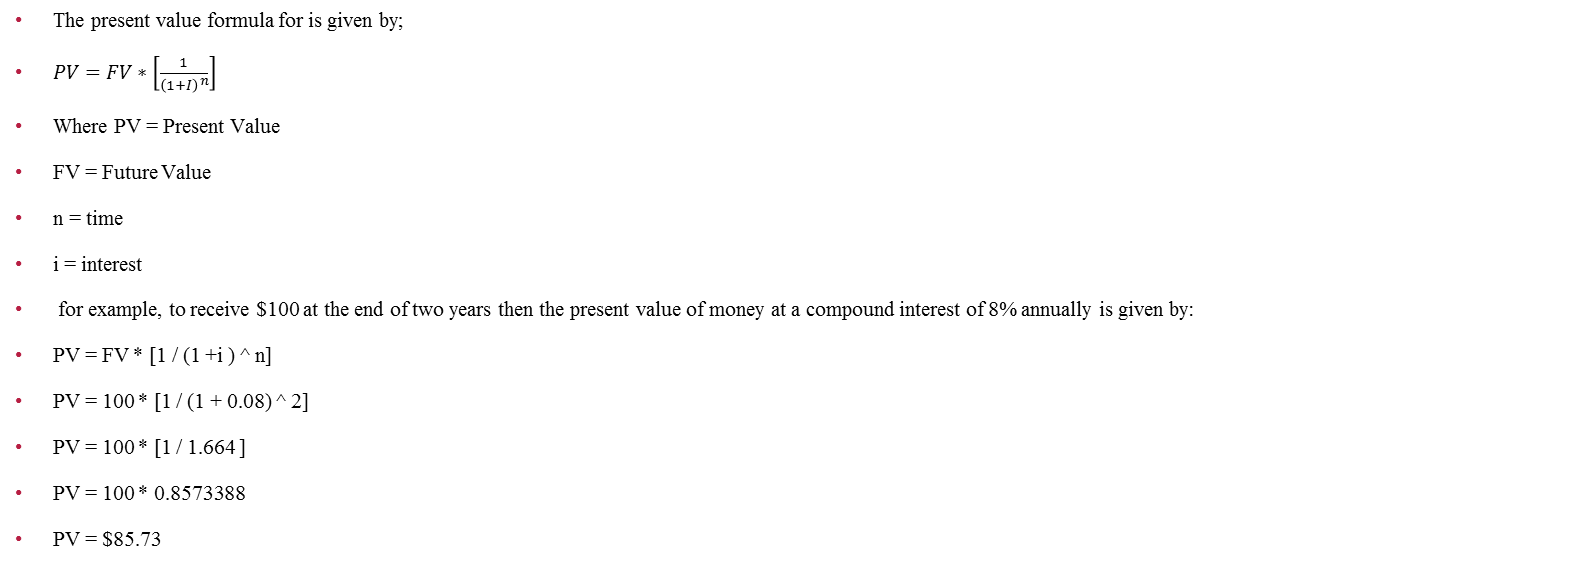 • The present value formula for is given by;
• PV = FV * [1/(1+I)^n]
• Where PV = Present Value
• FV = Future Value
• n = time
• i = interest
• for example, to receive $100 at the end of two years then the present value of money at a compound interest of 8% annually is given by:
• PV = FV * [1 / (1 +i ) ^ n]
• PV = 100 * [1 / (1 + 0.08) ^ 2]
• PV = 100 * [1 / 1.664]
• PV = 100 * 0.8573388
• PV = $85.73